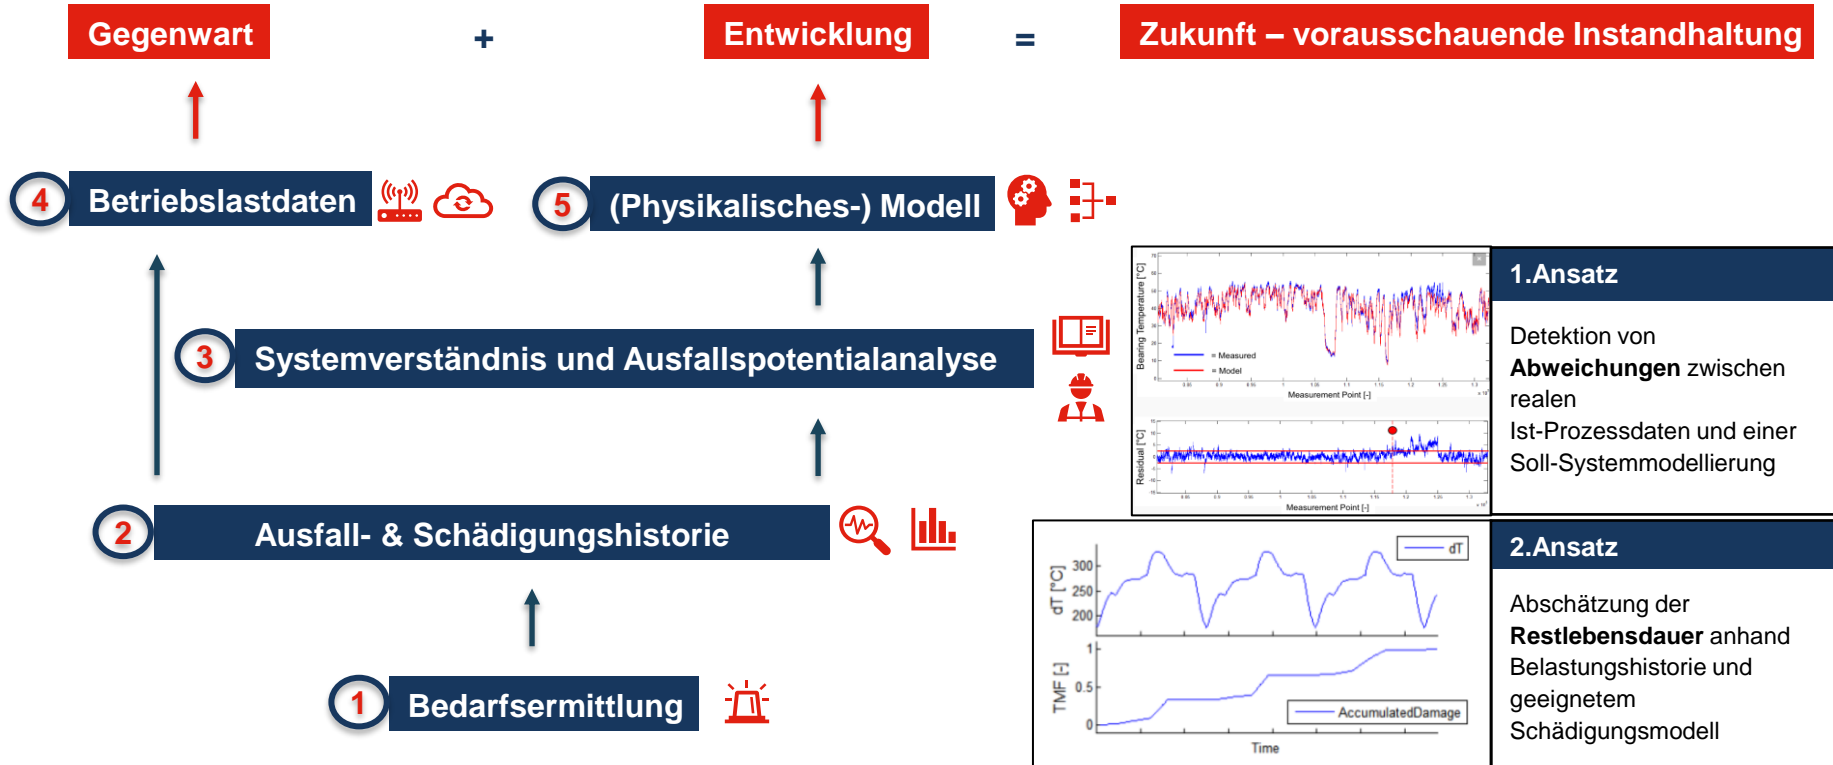 Gegenwart + Entwicklung = Zukunft – vorausschauende Instandhaltung
4 Betriebslastdaten
5 (Physikalisches-) Modell
3 Systemverständnis und Ausfallspotentialanalyse
2 Ausfall- & Schädigungshistorie
1 Bedarfsermittlung
Bearing Temperature [°C]
= Measured
= Model
Measurement Point [-]
Residual [°C]
Measurement Point [-]
1.Ansatz
Detektion von
Abweichungen zwischen
realen
Ist-Prozessdaten und einer
Soll-Systemmodellierung
dT [°C]
300
250
200
dT
TMF [-]
1
0.5
0
AccumulatedDamage
Time
2.Ansatz
Abschätzung der
Restlebensdauer anhand
Belastungshistorie und
geeignetem
Schädigungsmodell